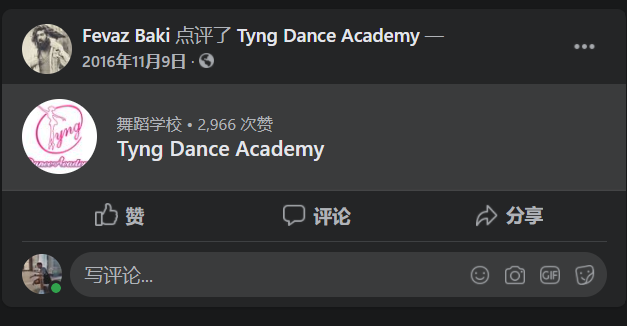 Fevaz Baki 点评了 Tyng Dance Academy —
2016年11月9日 ·
Tyng
Dance Academy
舞蹈学校 • 2,966 次赞
Tyng Dance Academy
赞
评论
分享
写评论...
GIF